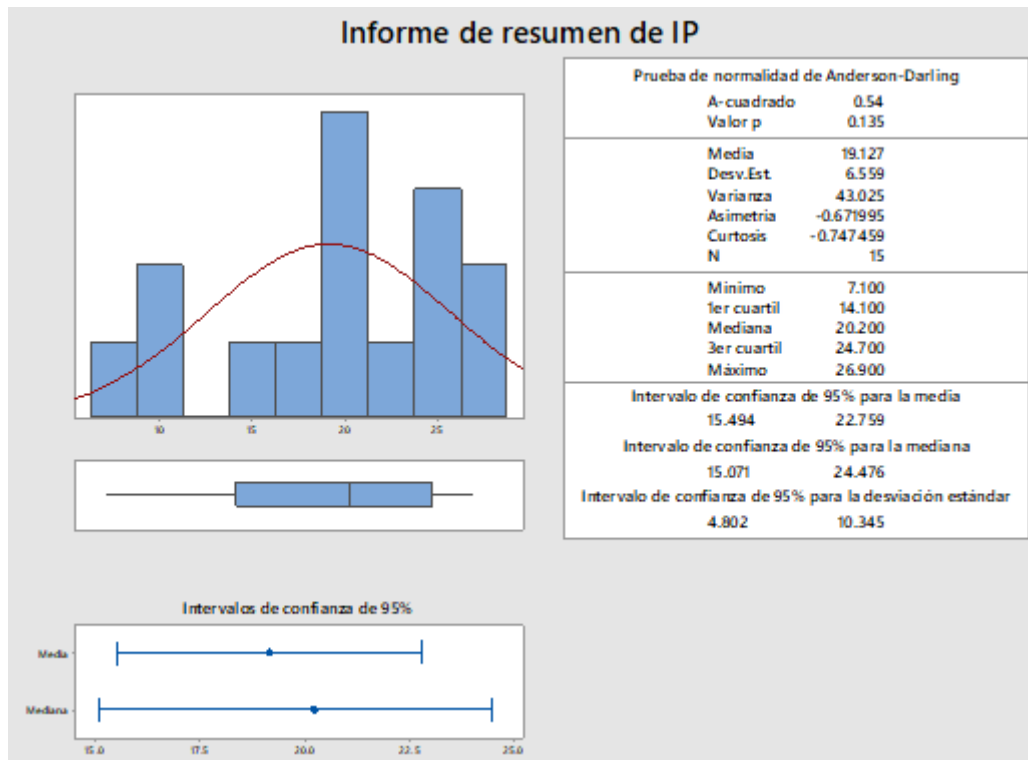 Informe de resumen de IP
Prueba de normalidad de Anderson-Darling
A-cuadrado 0.54
Valor p 0.135
Media 19.127
Desv.Est. 6.559
Varianza 43.025
Asimetría -0.671995
Curtosis -0.747459
N 15
Mínimo 7.100
1er cuartil 14.100
Mediana 20.200
3er cuartil 24.700
Máximo 26.900
Intervalo de confianza de 95% para la media
15.494 22.759
Intervalo de confianza de 95% para la mediana
15.071 24.476
Intervalo de confianza de 95% para la desviación estándar
4.802 10.345
10 15 20 25
Intervalos de confianza de 95%
Media
Mediana
15.0 17.5 20.0 22.5 25.0